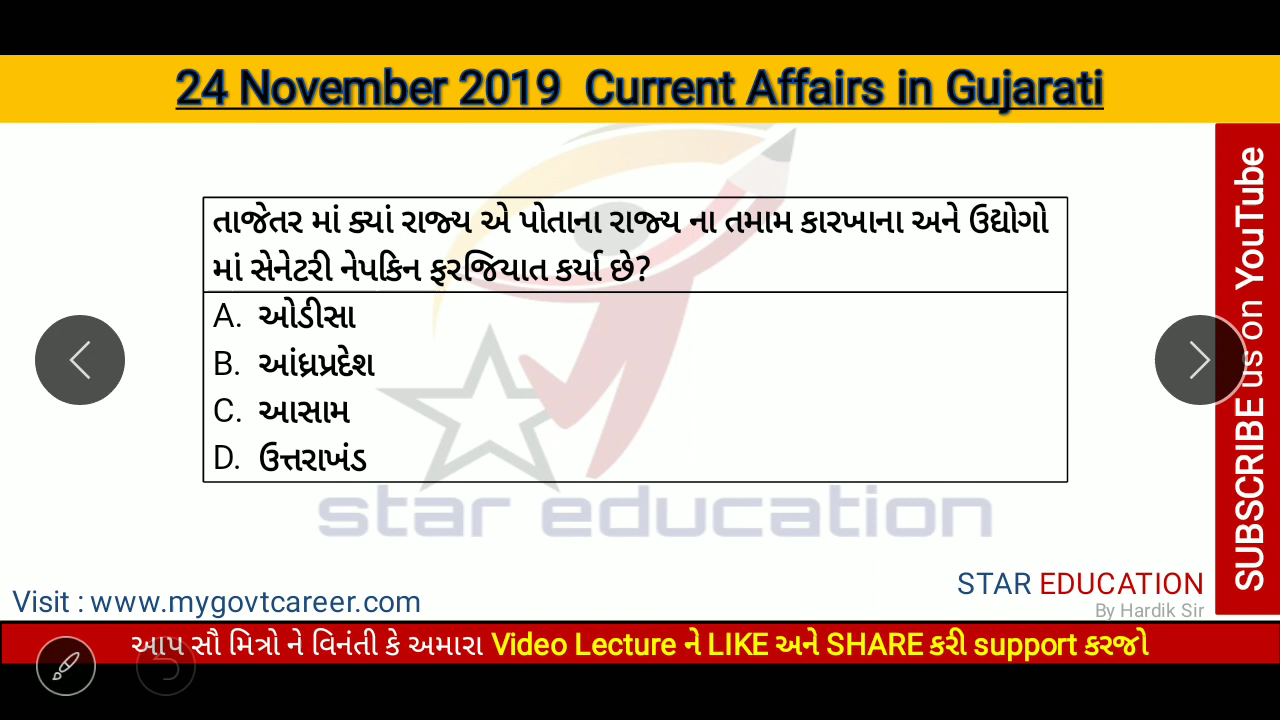 24 November 2019 Current Affairs in Gujarati
તાજેતર માં ક્યાં રાજ્ય એ પોતાના રાજ્ય ના તમામ કારખાના અને ઉદ્યોગો
માં સેનેટરી નેપકિન ફરજિયાત કર્યા છે?
A. ઓડીસા
B. આંધ્રપ્રદેશ
C. આસામ
D. ઉત્તરાખંડ
star education
SUBSCRIBE us on YouTube
STAR EDUCATION
By Hardik Sir
Visit : www.mygovtcareer.com
આપ સૌ મિત્રો ને વિનંતી કે અમારા Video Lecture ને LIKE અને SHARE કરી support કરજો